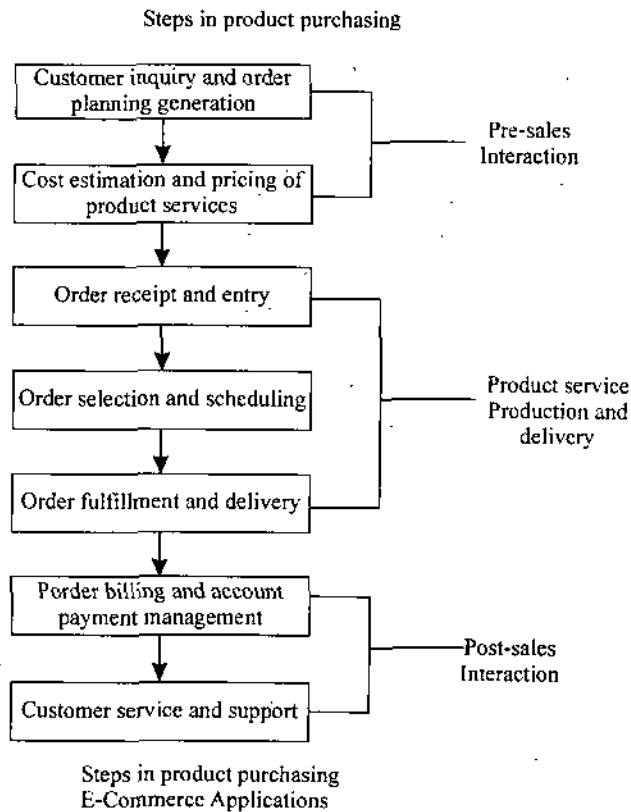 Steps in product purchasing
Customer inquiry and order
planning generation
Pre-sales
Interaction
Cost estimation and pricing of
product services
Order receipt and entry
Order selection and scheduling
Product service
Production and
delivery
Order fulfillment and delivery
Porder billing and account
payment management
Post-sales
Interaction
Customer service and support
Steps in product purchasing
E-Commerce Applications